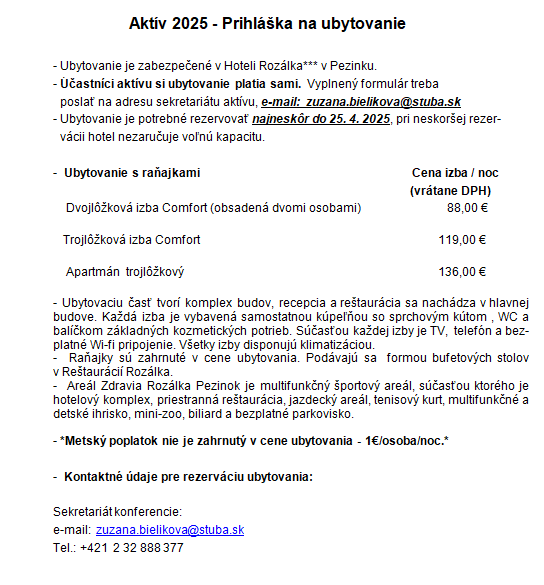 Aktív 2025 - Prihláška na ubytovanie
- Ubytovanie je zabezpečené v Hoteli Rozálka*** v Pezinku.
- Účastníci aktívu si ubytovanie platia sami. Vyplnený formulár treba
poslať na adresu sekretariátu aktívu, e-mail: zuzana.bielikova@stuba.sk
- Ubytovanie je potrebné rezervovať najneskôr do 25. 4. 2025, pri neskoršej rezer-
vácii hotel nezaručuje voľnú kapacitu.
- Ubytovanie s raňajkami Cena izba / noc
(vrátane DPH)
Dvojlôžková izba Comfort (obsadená dvomi osobami) 88,00 €
Trojlôžková izba Comfort 119,00 €
Apartmán trojlôžkový 136,00 €
- Ubytovaciu časť tvorí komplex budov, recepcia a reštaurácia sa nachádza v hlavnej
budove. Každá izba je vybavená samostatnou kúpeľňou so sprchovým kútom , WC a
balíčkom základných kozmetických potrieb. Súčasťou každej izby je TV, telefón a bez-
platné Wi-fi pripojenie. Všetky izby disponujú klimatizáciou.
- Raňajky sú zahrnuté v cene ubytovania. Podávajú sa formou bufetových stolov
v Reštaurácií Rozálka.
- Areál Zdravia Rozálka Pezinok je multifunkčný športový areál, súčasťou ktorého je
hotelový komplex, priestranná reštaurácia, jazdecký areál, tenisový kurt, multifunkčné a
detské ihrisko, mini-zoo, biliard a bezplatné parkovisko.
- *Metský poplatok nie je zahrnutý v cene ubytovania - 1€/osoba/noc.*
- Kontaktné údaje pre rezerváciu ubytovania:
Sekretariát konferencie:
e-mail: zuzana.bielikova@stuba.sk
Tel.: +421 2 32 888 377